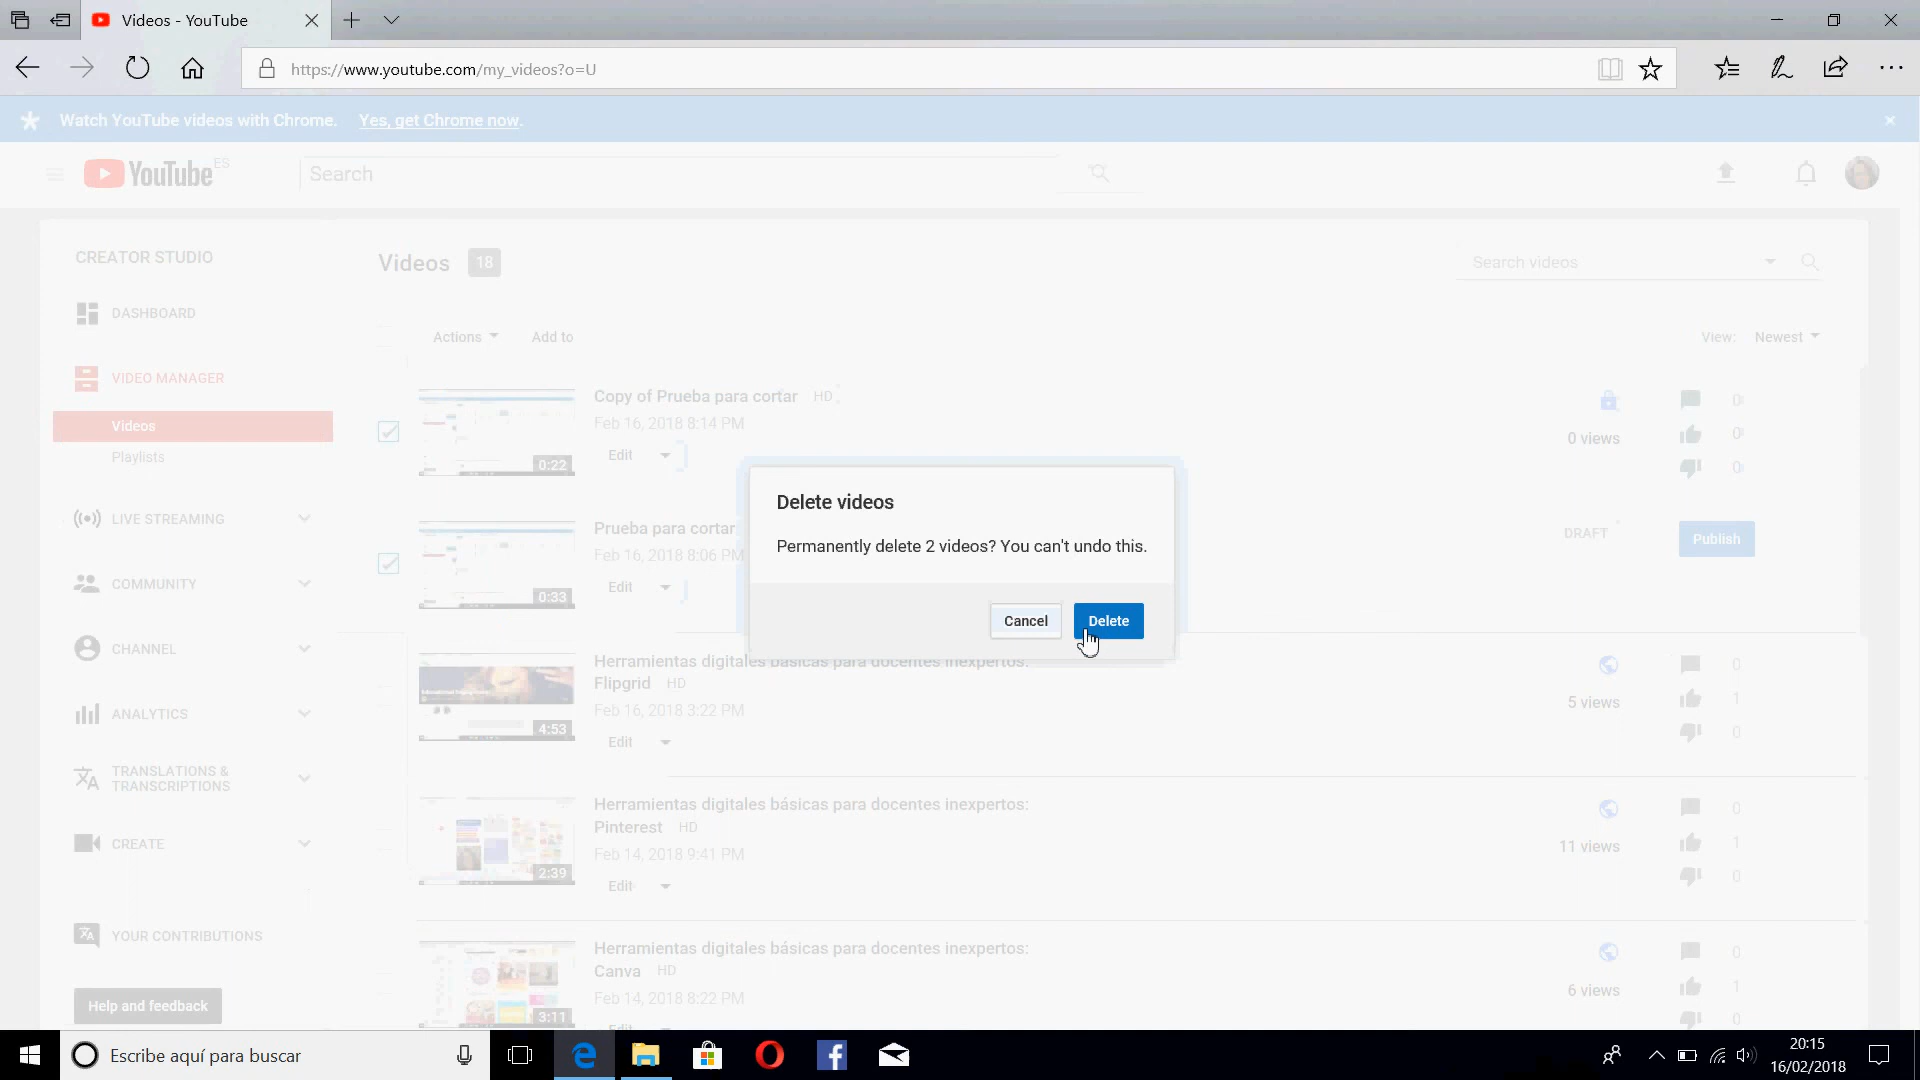 Videos - YouTube
https://www.youtube.com/my_videos?o=U
Watch YouTube videos with Chrome. Yes, get Chrome now.
YouTube ES
Search
CREATOR STUDIO
DASHBOARD
VIDEO MANAGER
Videos
Playlists
LIVE STREAMING
COMMUNITY
CHANNEL
ANALYTICS
TRANSLATIONS &
TRANSCRIPTIONS
CREATE
YOUR CONTRIBUTIONS
Help and feedback
Videos 18
Search videos
Actions Add to
View: Newest
Copy of Prueba para cortar HD
Feb 16, 2018 8:14 PM
Edit
0:22
0 views
0
0
0
Prueba para cortar
Feb 16, 2018 8:06 PM
Edit
0:33
DRAFT
Publish
Delete videos
Permanently delete 2 videos? You can't undo this.
Cancel Delete
Herramientas digitales básicas para docentes inexpertos:
Flipgrid HD
Feb 16, 2018 3:22 PM
Edit
4:53
5 views
0
1
0
Herramientas digitales básicas para docentes inexpertos:
Pinterest HD
Feb 14, 2018 9:41 PM
Edit
2:39
11 views
0
1
0
Herramientas digitales básicas para docentes inexpertos:
Canva HD
Feb 14, 2018 8:22 PM
Edit
3:11
6 views
0
1
0
Escribe aquí para buscar
20:15
16/02/2018